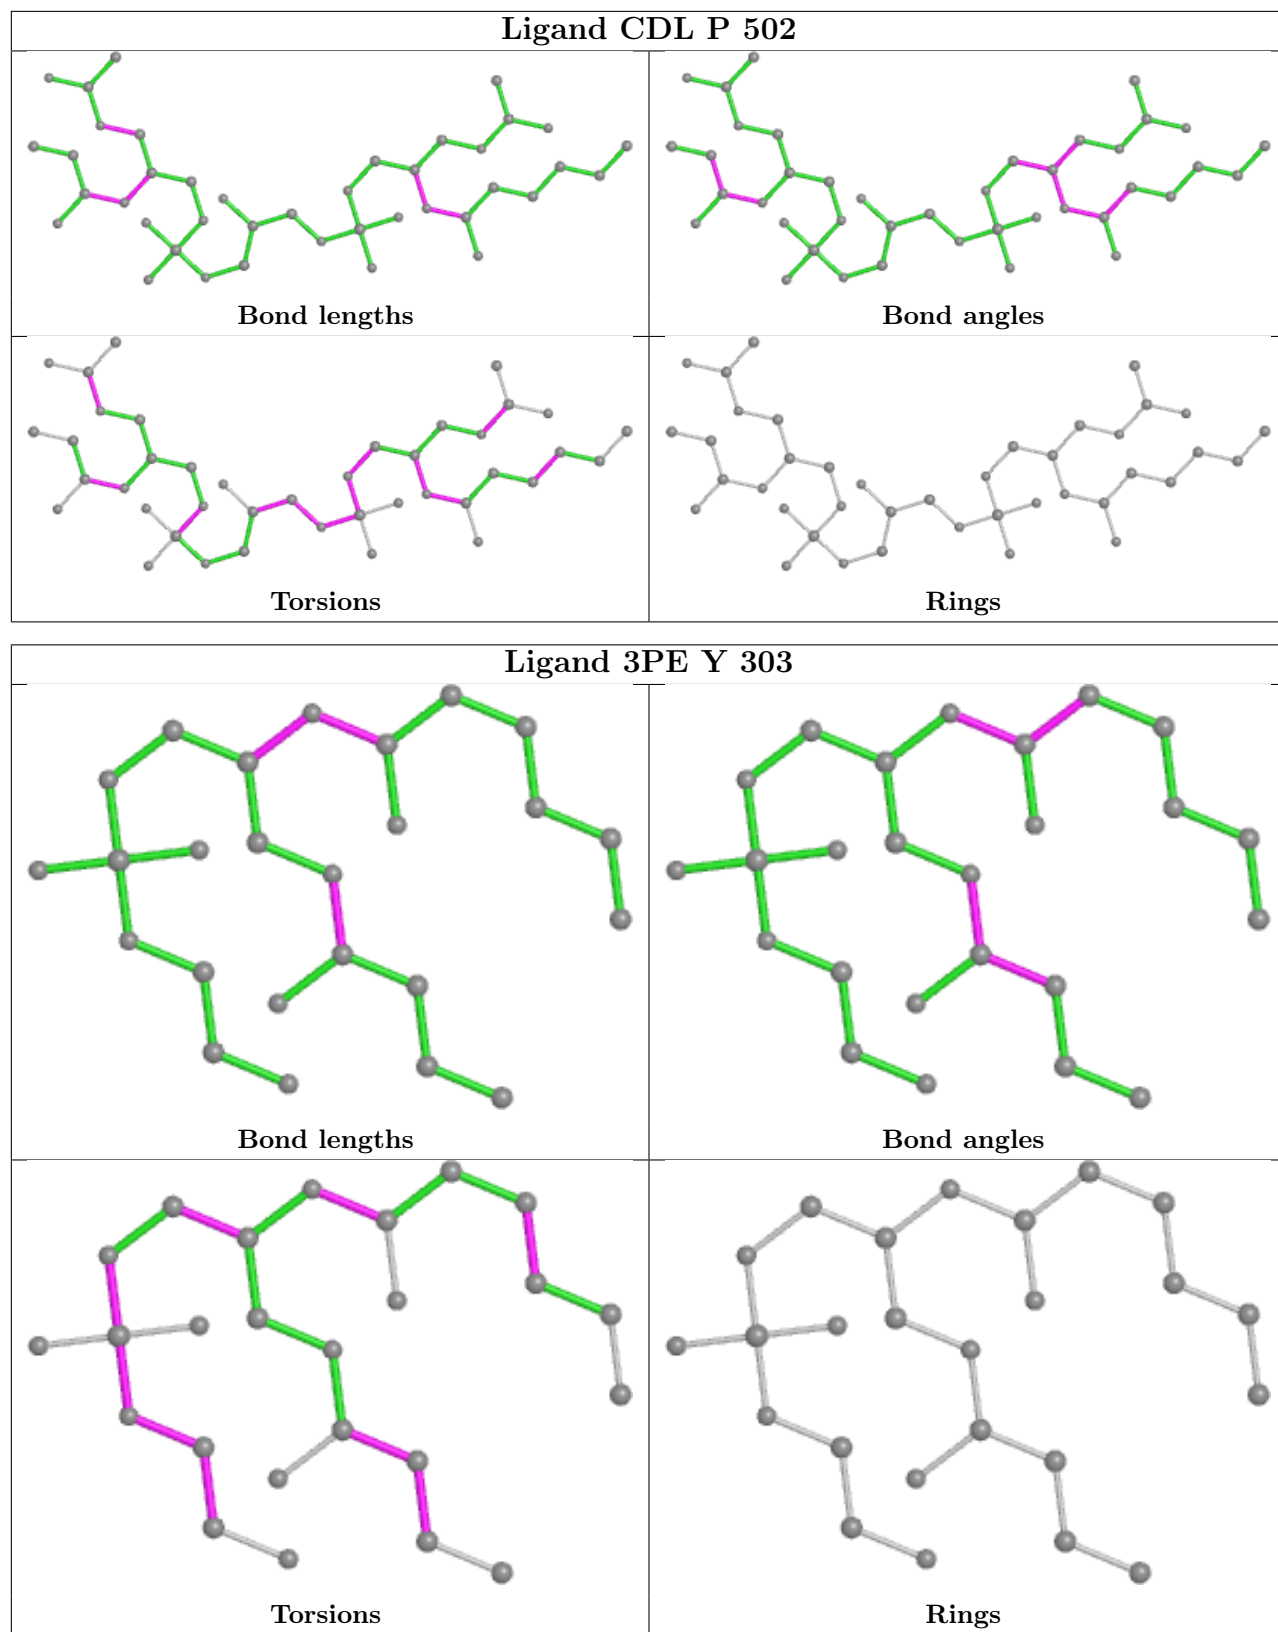 Ligand CDL P 502
Bond lengths
Bond angles
Torsions
Rings
Ligand 3PE Y 303
Bond lengths
Bond angles
Torsions
Rings